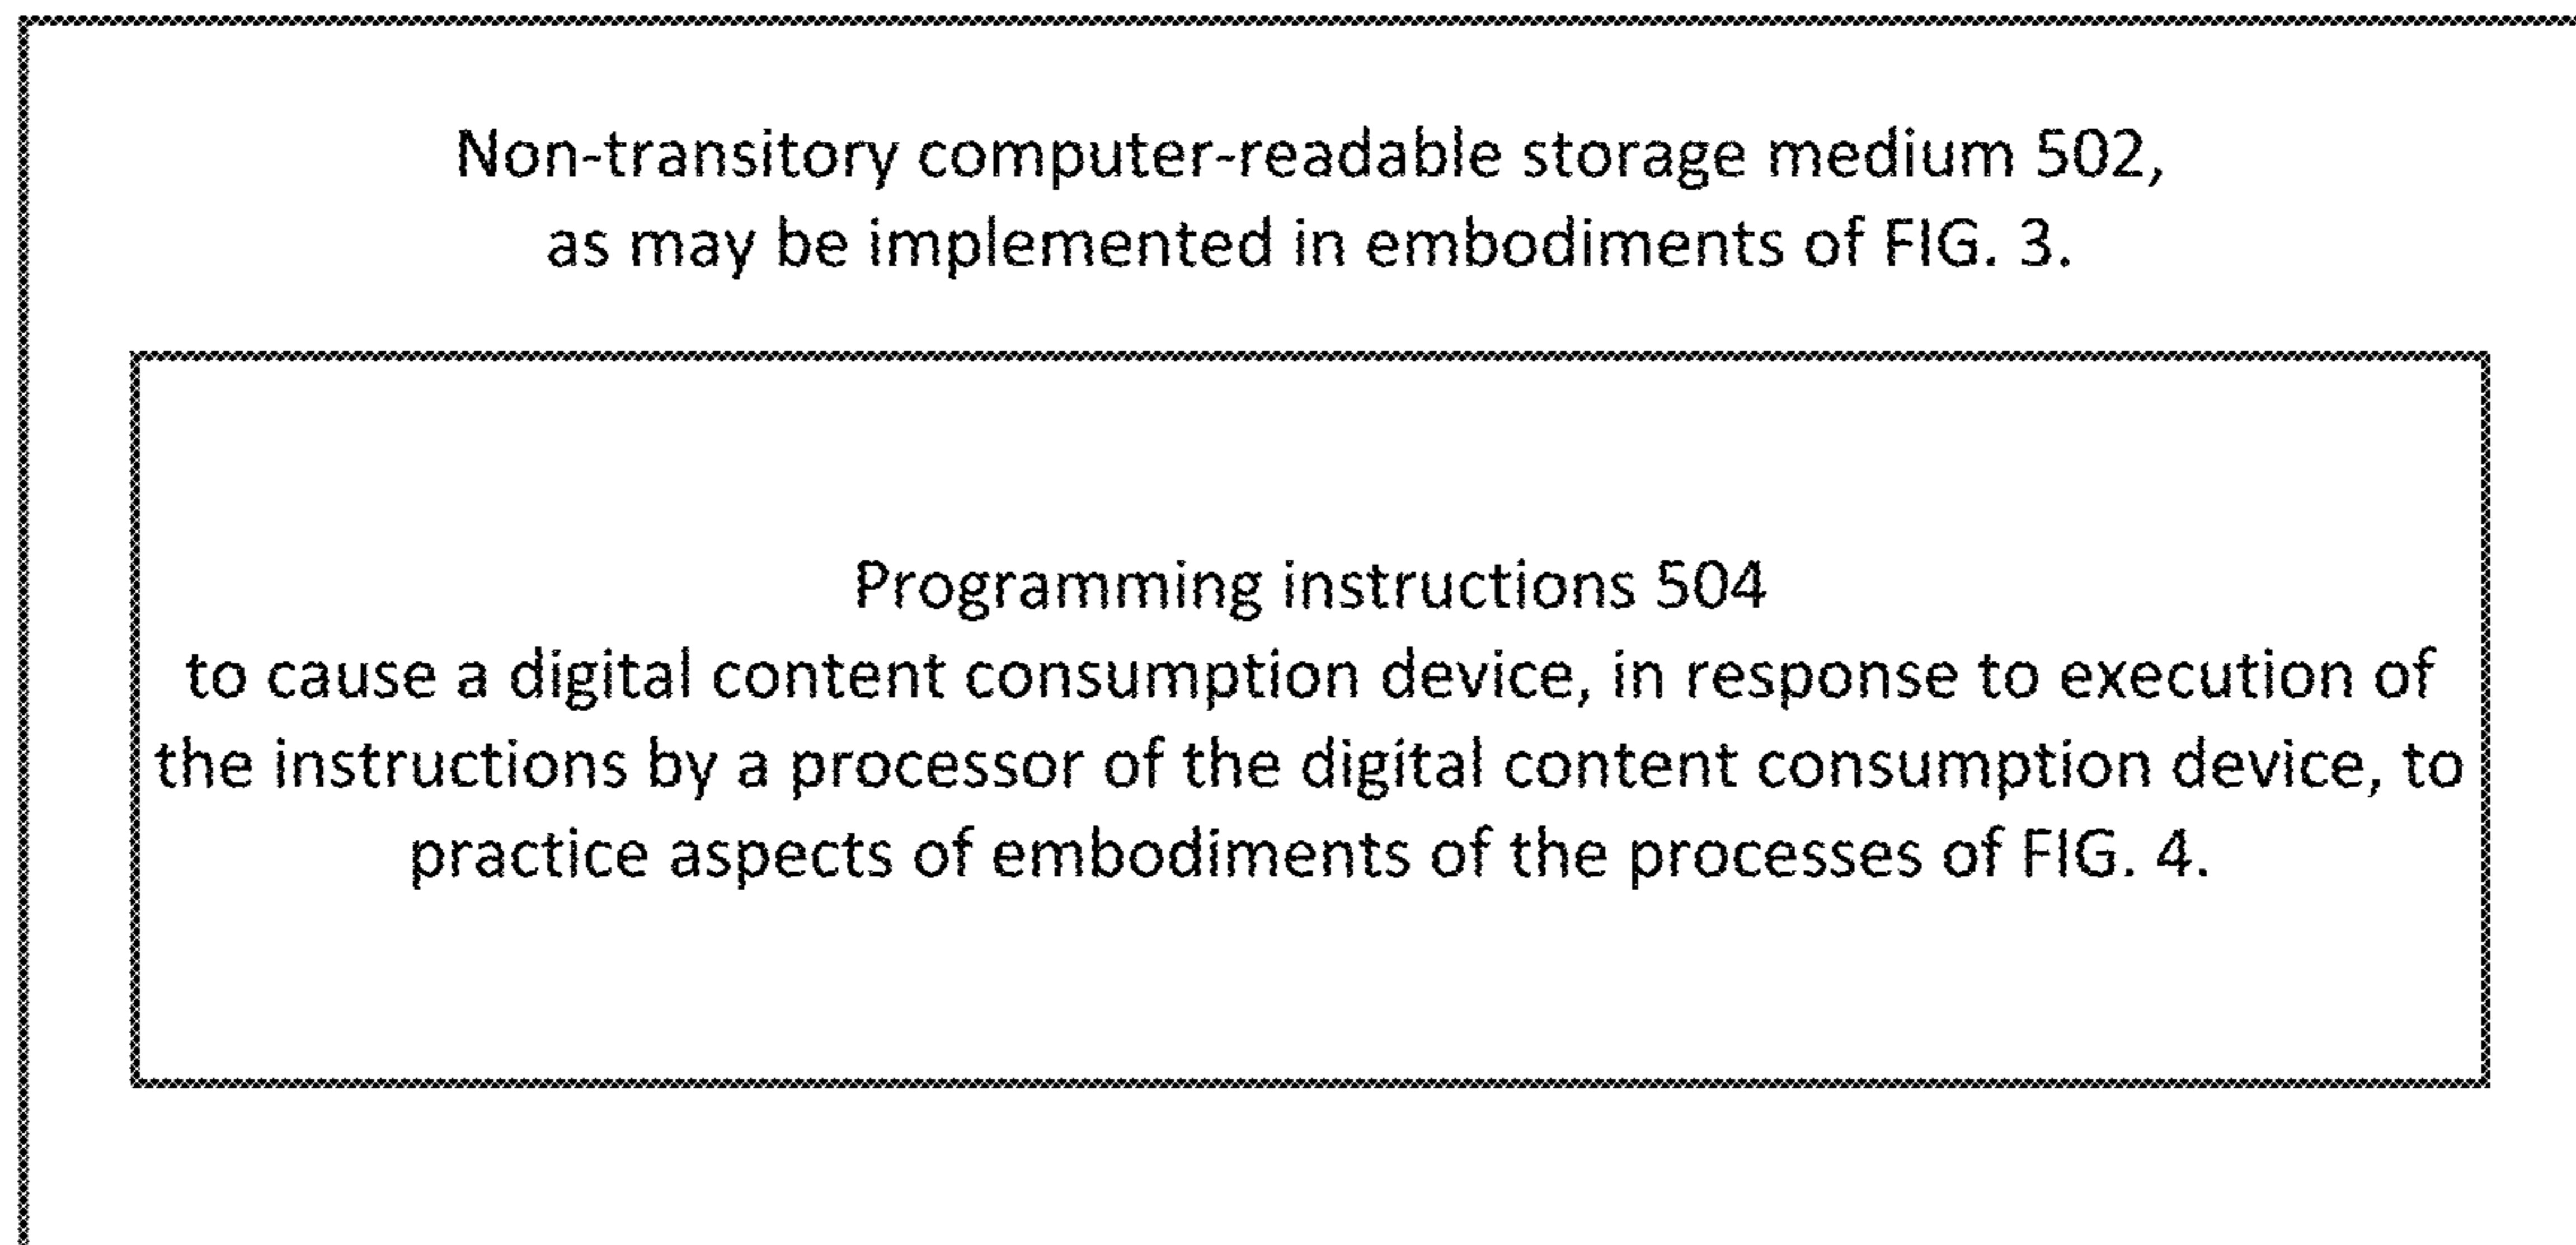 Non-transitory computer-readable storage medium 502,
as may be implemented in embodiments of FIG. 3.
Programming instructions 504
to cause a digital content consumption device, in response to execution of
the instructions by a processor of the digital content consumption device, to
practice aspects of embodiments of the processes of FIG. 4.